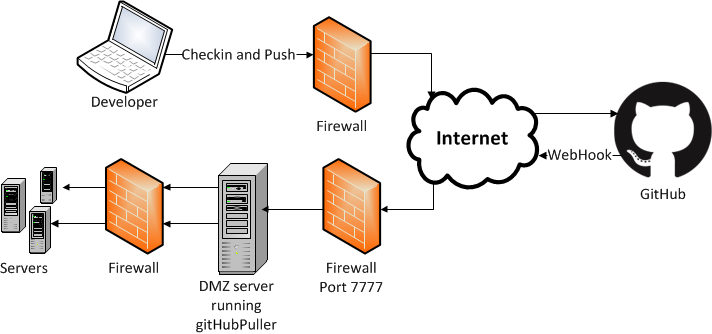 Checkin and Push
Developer
Firewall
Internet
WebHook
GitHub
Servers
Firewall
DMZ server
running
gitHubPuller
Firewall
Port 7777